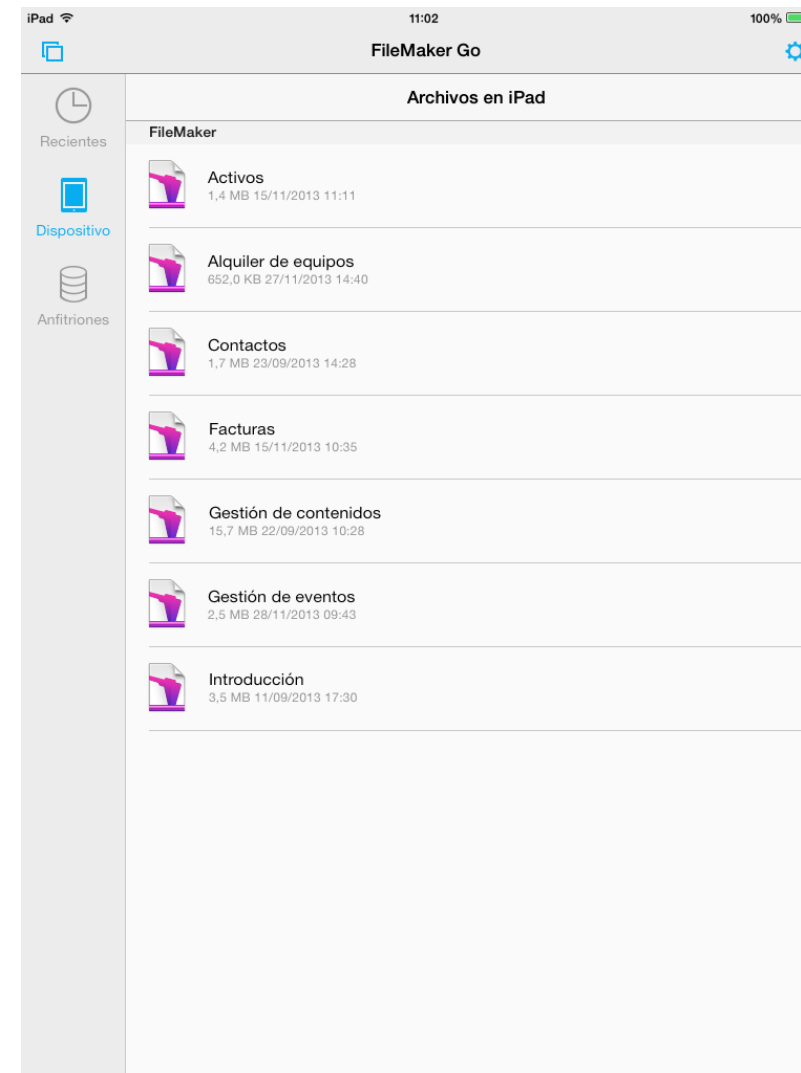 iPad 11:02 100%
FileMaker Go
Archivos en iPad
Recientes
Dispositivo
Anfitriones
FileMaker
Activos
1,4 MB 15/11/2013 11:11
Alquiler de equipos
652,0 KB 27/11/2013 14:40
Contactos
1,7 MB 23/09/2013 14:28
Facturas
4,2 MB 15/11/2013 10:35
Gestión de contenidos
15,7 MB 22/09/2013 10:28
Gestión de eventos
2,5 MB 28/11/2013 09:43
Introducción
3,5 MB 11/09/2013 17:30